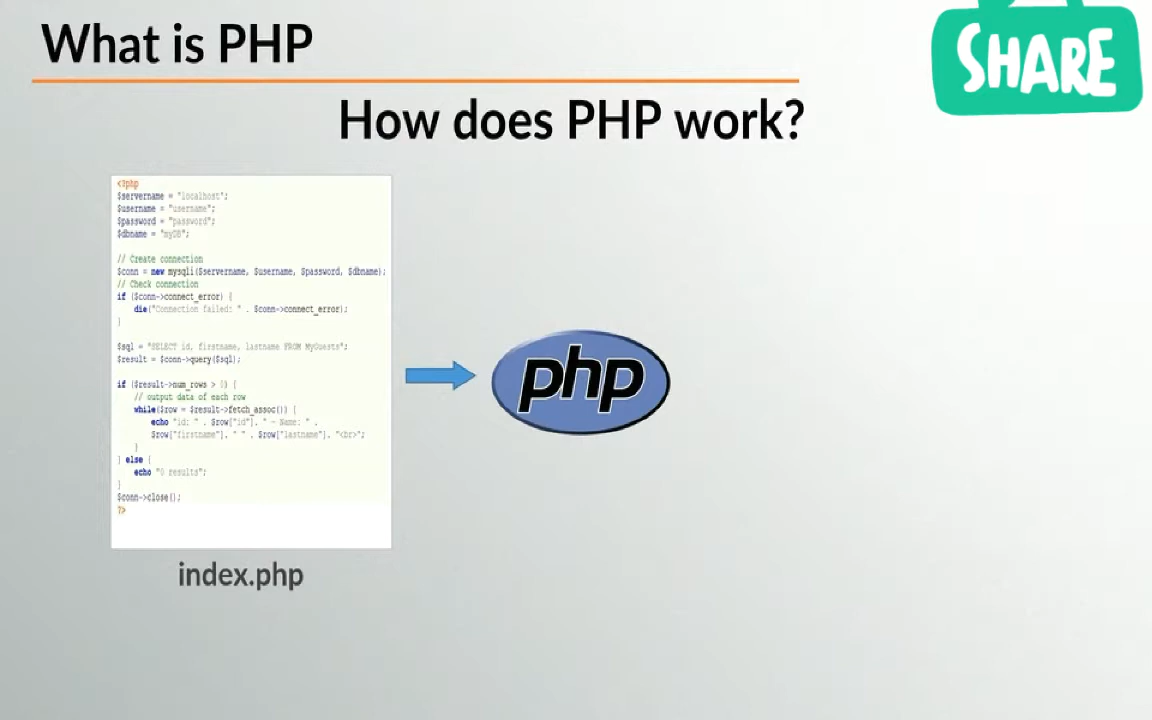 What is PHP
SHARE
How does PHP work?
<?php
$servername = "localhost";
$username = "username";
$password = "password";
$dbname = "myDB";
// Create connection
$conn = new mysqli($servername, $username, $password, $dbname);
// Check connection
if ($conn->connect_error) {
die("Connection failed: " . $conn->connect_error);
}
$sql = "SELECT id, firstname, lastname FROM MyGuests";
$result = $conn->query($sql);
if ($result->num_rows > 0) {
// output data of each row
while($row = $result->fetch_assoc()) {
echo "id: " . $row["id"]. " - Name: " .
$row["firstname"]. " " . $row["lastname"]. "<br>";
}
} else {
echo "0 results";
}
$conn->close();
?>
php
index.php